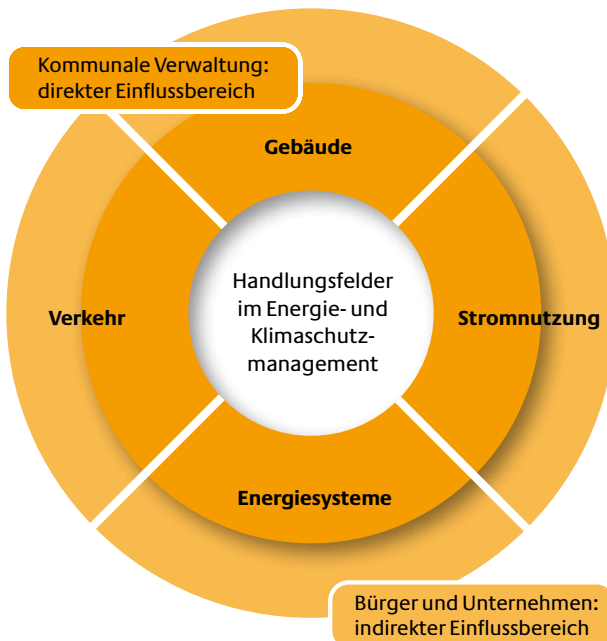 Kommunale Verwaltung:
direkter Einflussbereich
Gebäude
Handlungsfelder
im Energie- und
Klimaschutz-
management
Verkehr
Stromnutzung
Energiesysteme
Bürger und Unternehmen:
indirekter Einflussbereich